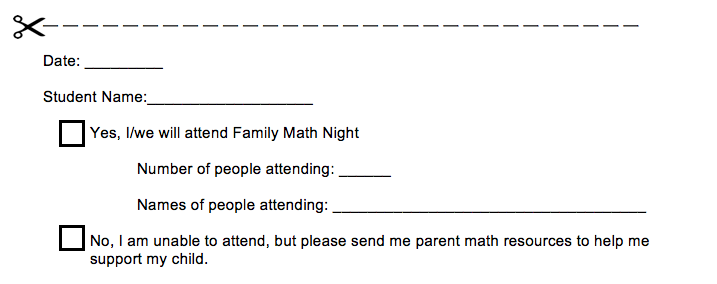 Date: _________
Student Name:___________________
Yes, I/we will attend Family Math Night
Number of people attending: ______
Names of people attending: ____________________________________
No, I am unable to attend, but please send me parent math resources to help me
support my child.